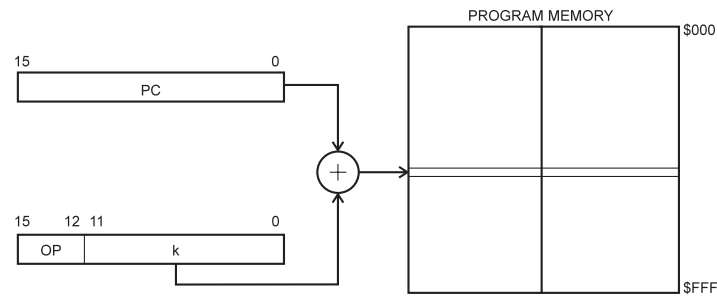 PROGRAM MEMORY
$000
15 0
PC
+
15 12 11 0
OP k
$FFF